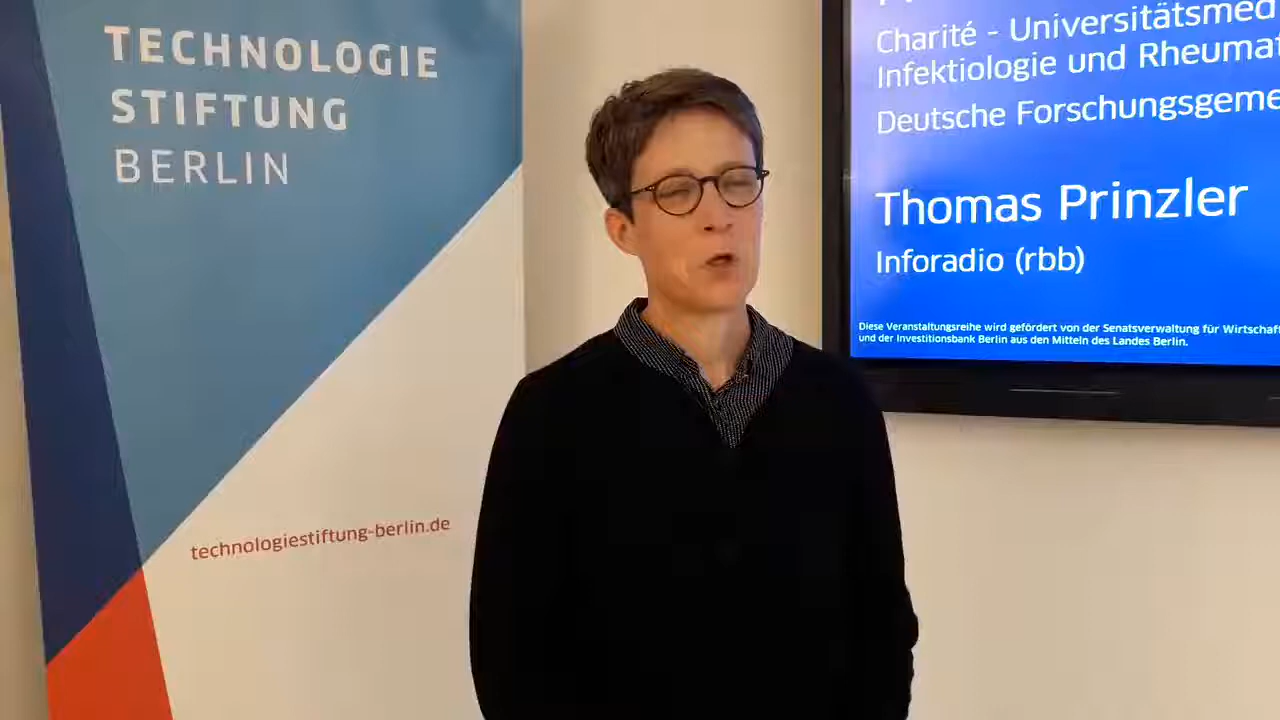 TECHNOLOGIE
STIFTUNG
BERLIN
technologiestiftung-berlin.de
Charité - Universitätsmed
Infektiologie und Rheumat
Deutsche Forschungsgeme
Thomas Prinzler
Inforadio (rbb)
Diese Veranstaltungsreihe wird gefördert von der Senatsverwaltung für Wirtschaf
und der Investitionsbank Berlin aus den Mitteln des Landes Berlin.